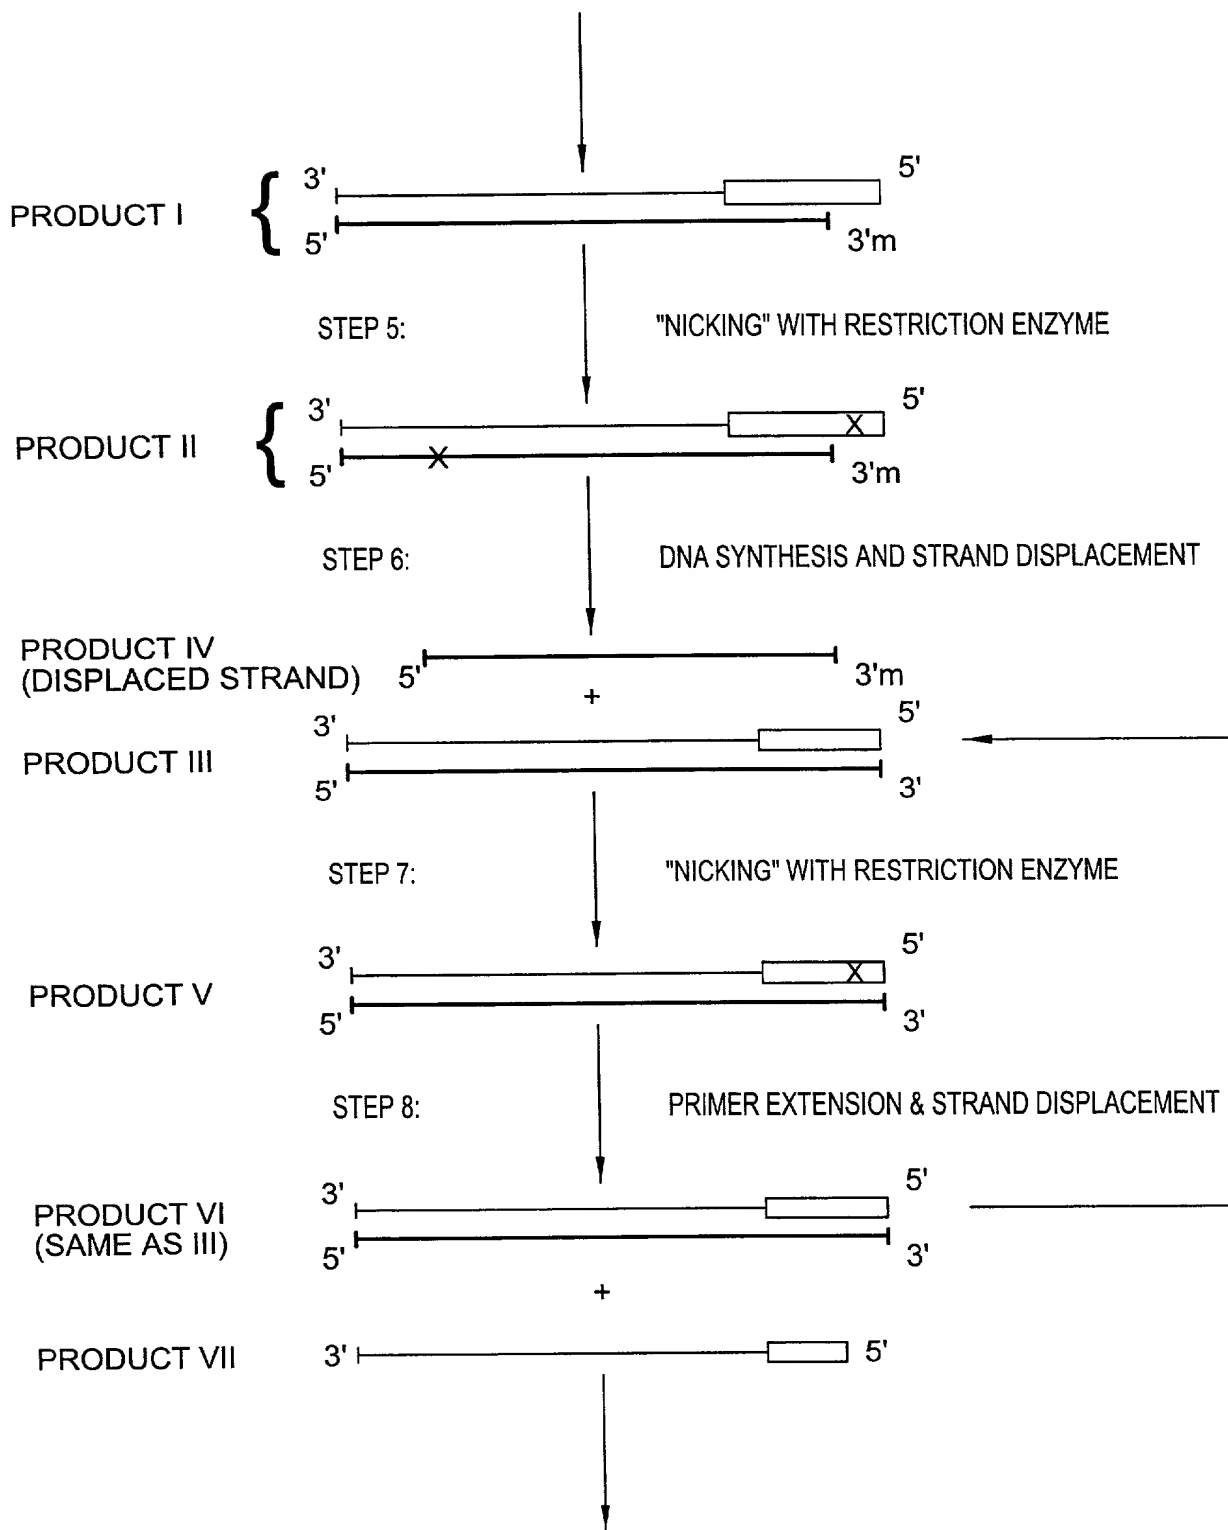 3' 5'
PRODUCT I {
5' 3'm
STEP 5: "NICKING" WITH RESTRICTION ENZYME
3' X 5'
PRODUCT II {
5' X 3'm
STEP 6: DNA SYNTHESIS AND STRAND DISPLACEMENT
PRODUCT IV
(DISPLACED STRAND) 5' 3'm
+
3' 5'
PRODUCT III
5' 3'
STEP 7: "NICKING" WITH RESTRICTION ENZYME
3' X 5'
PRODUCT V
5' 3'
STEP 8: PRIMER EXTENSION & STRAND DISPLACEMENT
3' 5'
PRODUCT VI
(SAME AS III)
5' 3'
+
PRODUCT VII 3' 5'